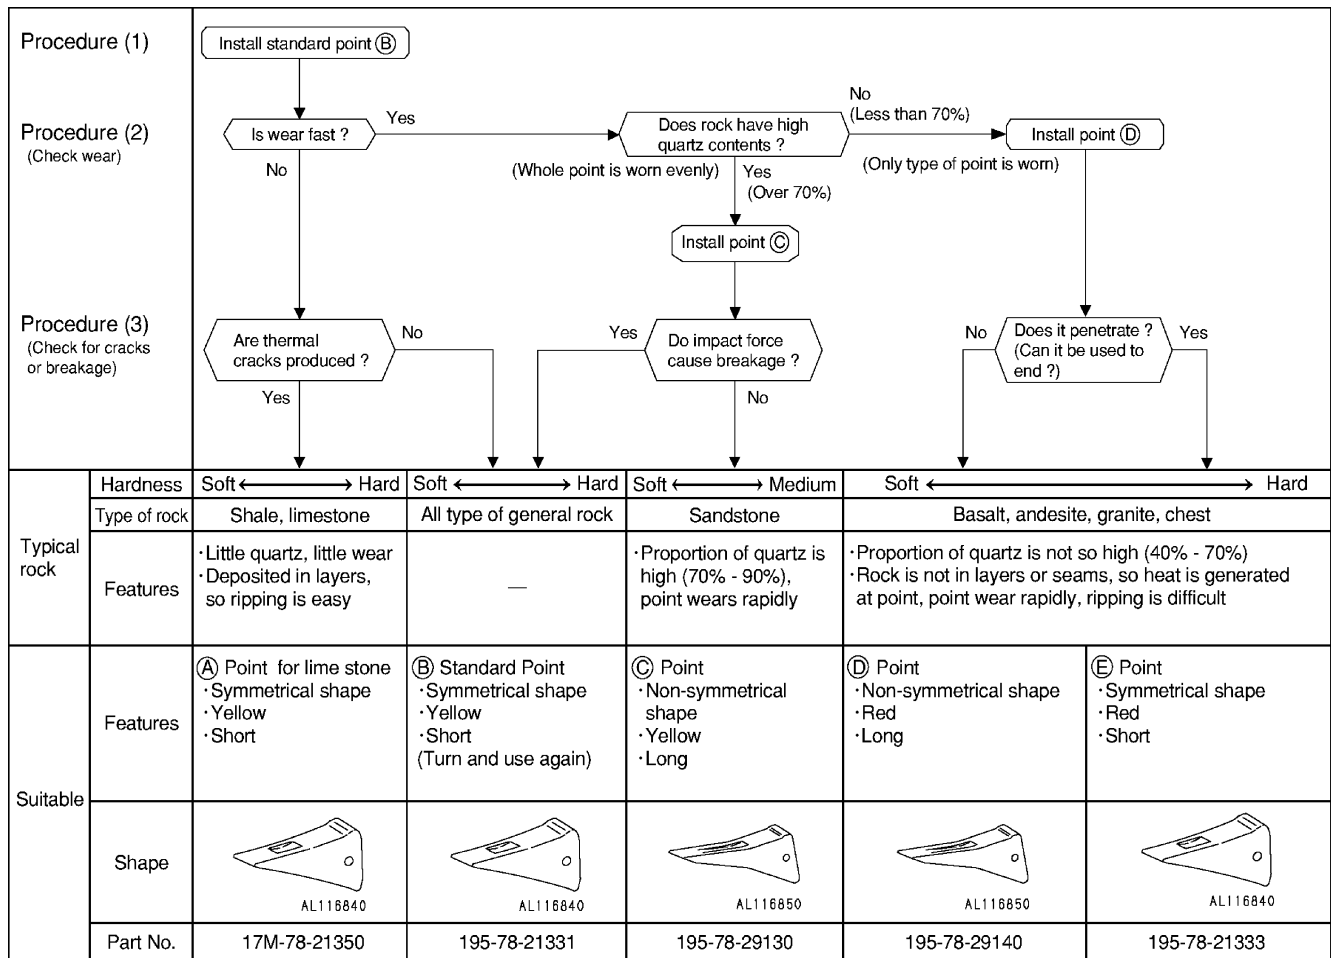 Procedure (1)
Install standard point Ⓑ
Procedure (2)
(Check wear)
Is wear fast ?
Yes
No
Does rock have high
quartz contents ?
(Whole point is worn evenly)
Yes
(Over 70%)
No
(Less than 70%)
(Only type of point is worn)
Install point Ⓓ
Install point Ⓒ
Procedure (3)
(Check for cracks
or breakage)
Are thermal
cracks produced ?
No
Yes
Yes
Do impact force
cause breakage ?
No
No
Does it penetrate ?
(Can it be used to
end ?)
Yes
Typical
rock
Hardness
Soft ⟷ Hard
Soft ⟷ Hard
Soft ⟷ Medium
Soft ⟷ Hard
Type of rock
Shale, limestone
All type of general rock
Sandstone
Basalt, andesite, granite, chest
Features
·Little quartz, little wear
·Deposited in layers,
so ripping is easy
—
·Proportion of quartz is
high (70% - 90%),
point wears rapidly
·Proportion of quartz is not so high (40% - 70%)
·Rock is not in layers or seams, so heat is generated
at point, point wear rapidly, ripping is difficult
Suitable
Features
Ⓐ Point for lime stone
·Symmetrical shape
·Yellow
·Short
Ⓑ Standard Point
·Symmetrical shape
·Yellow
·Short
(Turn and use again)
Ⓒ Point
·Non-symmetrical
shape
·Yellow
·Long
Ⓓ Point
·Non-symmetrical shape
·Red
·Long
Ⓔ Point
·Symmetrical shape
·Red
·Short
Shape
AL116840
AL116840
AL116850
AL116850
AL116840
Part No.
17M-78-21350
195-78-21331
195-78-29130
195-78-29140
195-78-21333